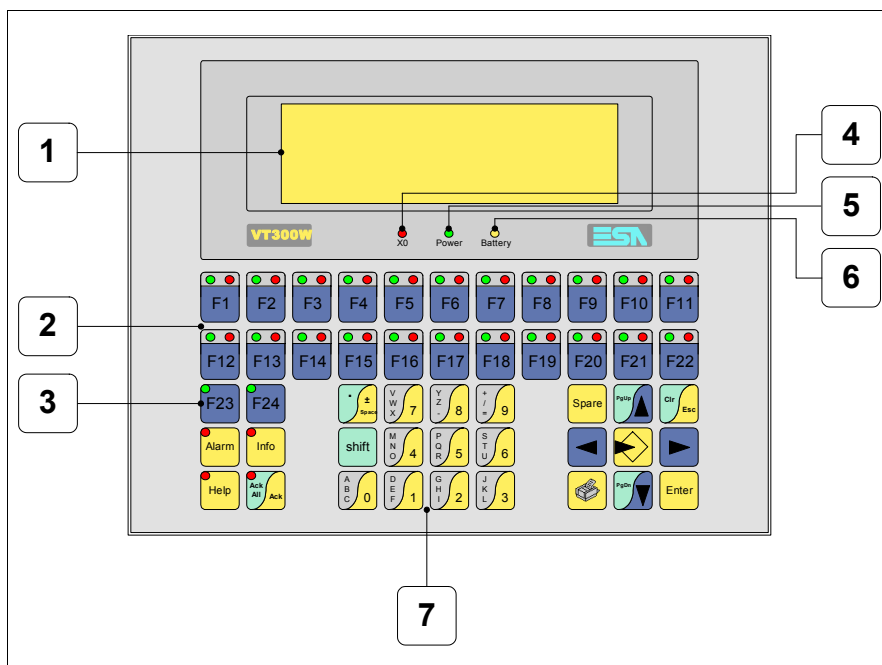 1
4
5
6
VT300W
X0 Power Battery
ESA
F1 F2 F3 F4 F5 F6 F7 F8 F9 F10 F11
2
F12 F13 F14 F15 F16 F17 F18 F19 F20 F21 F22
3
F23 F24 • ± Space V W X 7 Y Z - 8 + / = 9 Spare PgUp Clr Esc
Alarm Info shift M N O 4 P Q R 5 S T U 6
Help Ack All Ack A B C 0 D E F 1 G H I 2 J K L 3 PgDn Enter
7